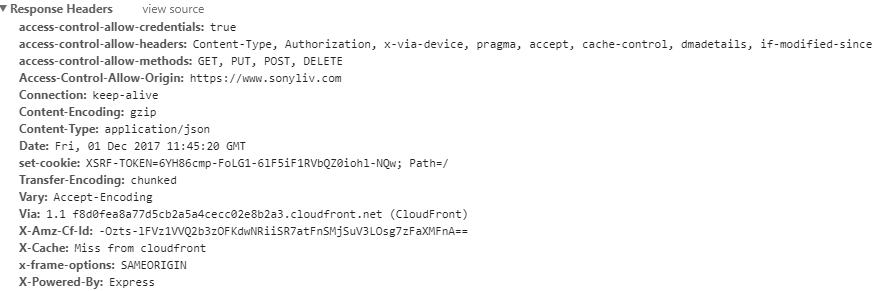 Response Headers view source
access-control-allow-credentials: true
access-control-allow-headers: Content-Type, Authorization, x-via-device, pragma, accept, cache-control, dmadetails, if-modified-since
access-control-allow-methods: GET, PUT, POST, DELETE
Access-Control-Allow-Origin: https://www.sonyliv.com
Connection: keep-alive
Content-Encoding: gzip
Content-Type: application/json
Date: Fri, 01 Dec 2017 11:45:20 GMT
set-cookie: XSRF-TOKEN=6YH86cmp-FoLG1-6lF5iF1RVbQZ0iohl-NQw; Path=/
Transfer-Encoding: chunked
Vary: Accept-Encoding
Via: 1.1 f8d0fea8a77d5cb2a5a4cecc02e8b2a3.cloudfront.net (CloudFront)
X-Amz-Cf-Id: -Ozts-lFVz1VVQ2b3zOFKdwNRiiSR7atFnSMjSuV3LOsg7zFaXMFnA==
X-Cache: Miss from cloudfront
x-frame-options: SAMEORIGIN
X-Powered-By: Express